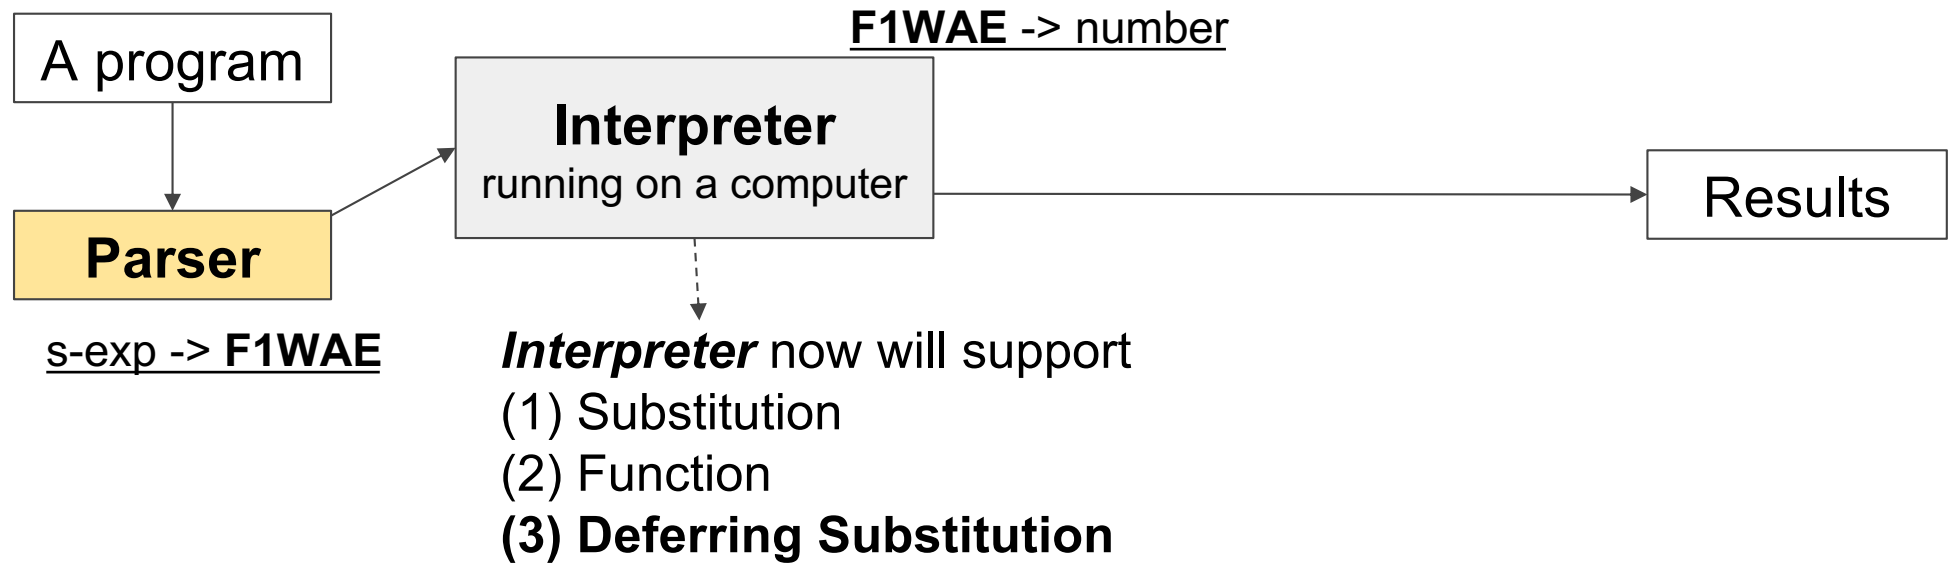 F1WAE -> number
A program
Interpreter
running on a computer
Results
Parser
s-exp -> F1WAE
Interpreter now will support
(1) Substitution
(2) Function
(3) Deferring Substitution